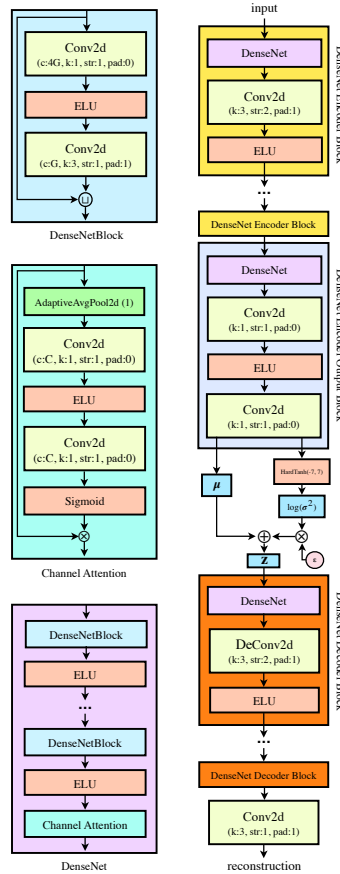 Conv2d
(c:4G, k:1, str:1, pad:0)
ELU
Conv2d
(c:G, k:3, str:1, pad:1)
⊔
DenseNetBlock
AdaptiveAvgPool2d (1)
Conv2d
(c:C, k:1, str:1, pad:0)
ELU
Conv2d
(c:C, k:1, str:1, pad:0)
Sigmoid
⊗
Channel Attention
DenseNetBlock
ELU
...
DenseNetBlock
ELU
Channel Attention
DenseNet
input
DenseNet
Conv2d
(k:3, str:2, pad:1)
ELU
DenseNet Encoder Block
...
DenseNet Encoder Block
DenseNet
Conv2d
(k:1, str:1, pad:0)
ELU
Conv2d
(k:1, str:1, pad:0)
DenseNet Encoder Output Block
HardTanh(-7, 7)
μ
log(σ²)
⊕
⊗
ε
z
DenseNet
DeConv2d
(k:3, str:2, pad:1)
ELU
DenseNet Decoder Block
...
DenseNet Decoder Block
Conv2d
(k:3, str:1, pad:1)
reconstruction